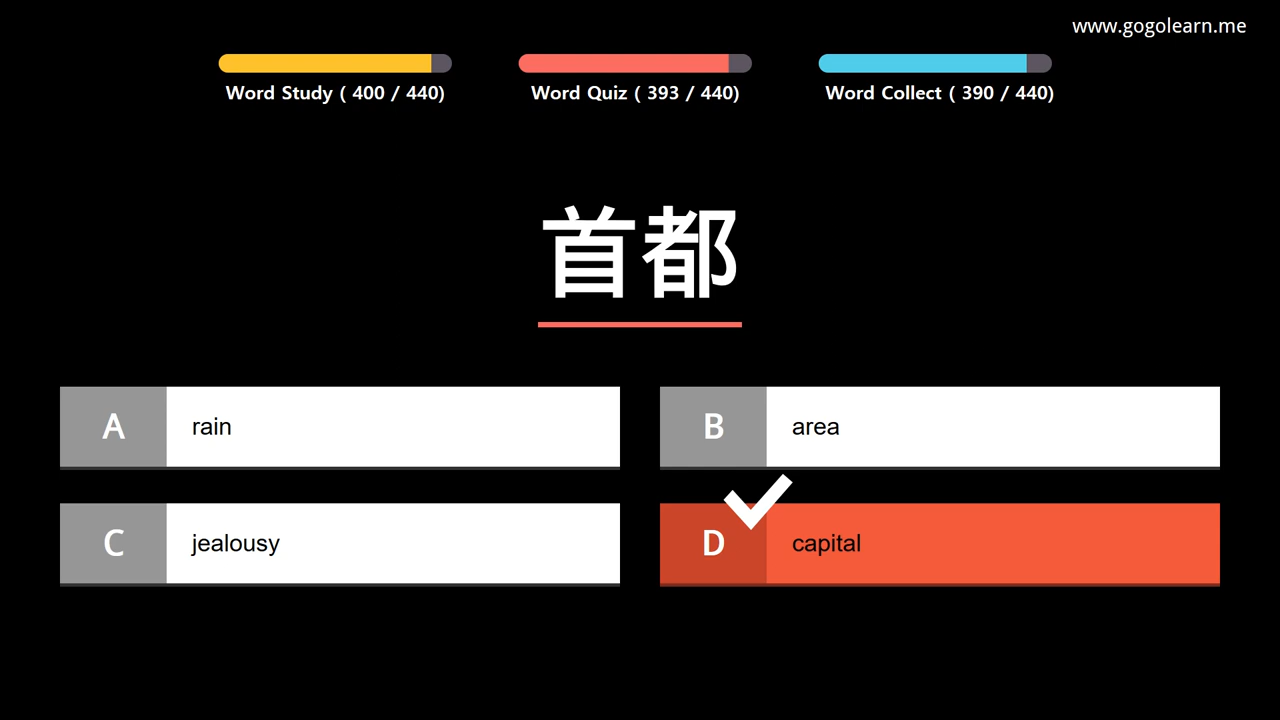 www.gogolearn.me
Word Study ( 400 / 440)
Word Quiz ( 393 / 440)
Word Collect ( 390 / 440)
首都
A rain
B area
C jealousy
D capital